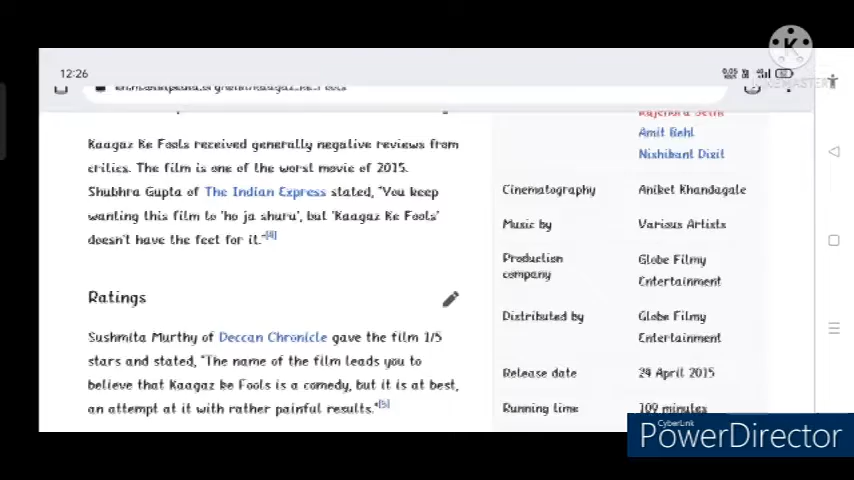 12:26
Kaagaz Ke Fools received generally negative reviews from
critics. The film is one of the worst movie of 2015.
Shubhra Gupta of The Indian Express stated, "You keep
wanting this film to 'ho ja shuru', but 'Kaagaz Ke Fools'
doesn't have the feet for it."[4]
Ratings
Sushmita Murthy of Deccan Chronicle gave the film 1/5
stars and stated, "The name of the film leads you to
believe that Kaagaz ke Fools is a comedy, but it is at best,
an attempt at it with rather painful results."[5]
Amit Behl
Nishikant Dixit
Cinematography Aniket Khandagale
Music by Various Artists
Production company Globe Filmy
Entertainment
Distributed by Globe Filmy
Entertainment
Release date 24 April 2015
Running time 109 minutes
CyberLink
PowerDirector